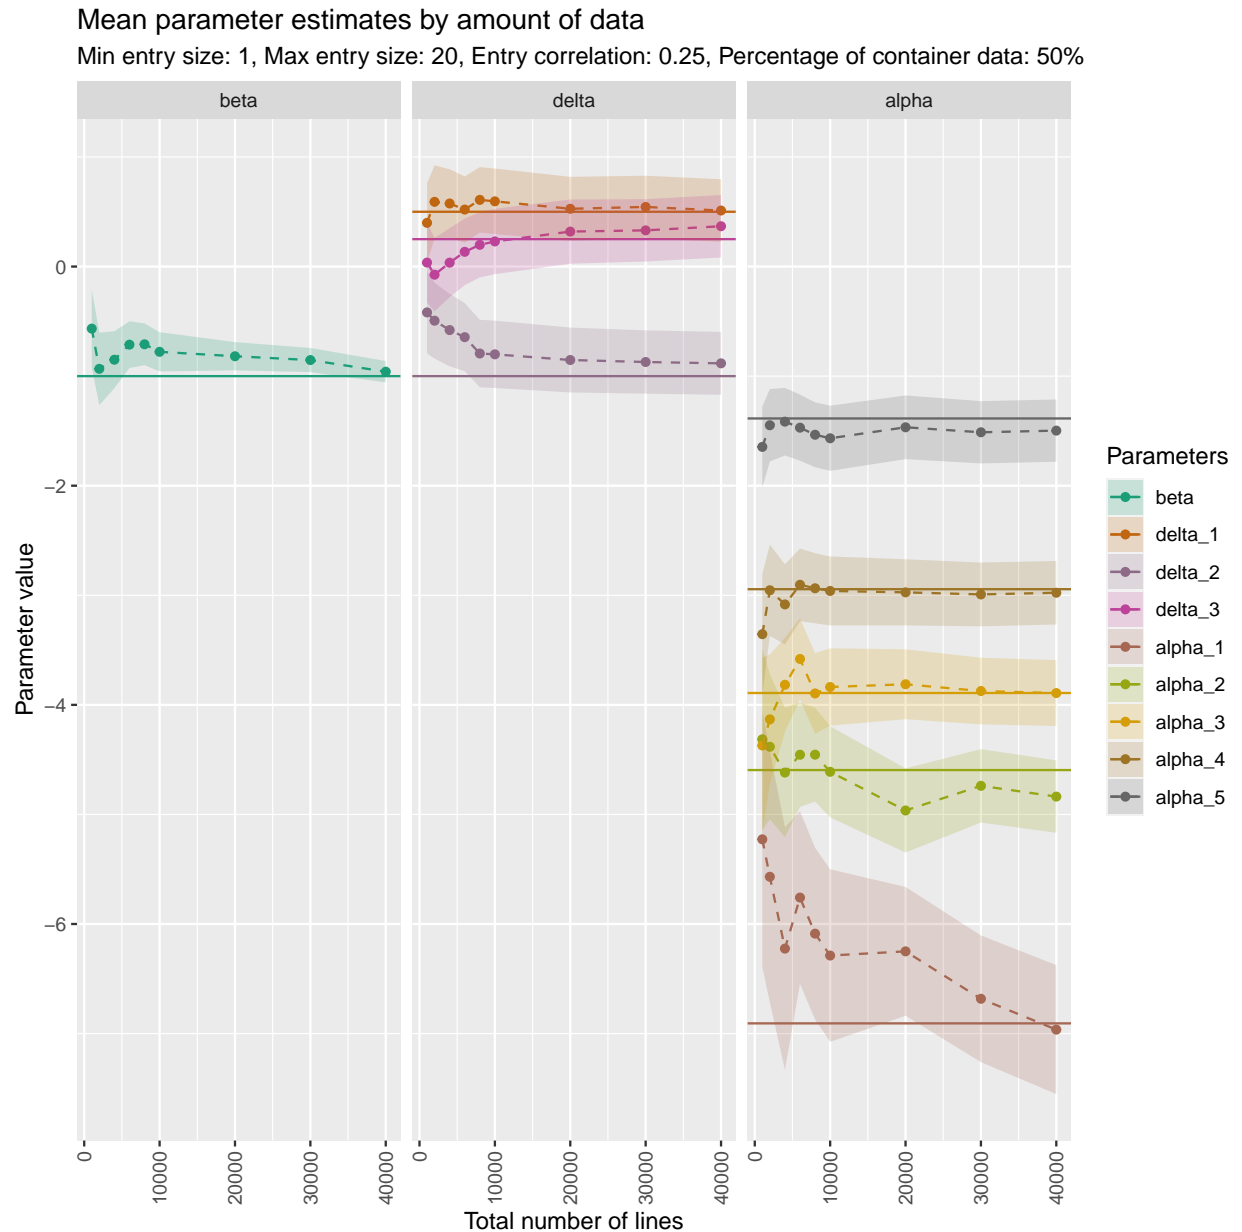 Mean parameter estimates by amount of data
Min entry size: 1, Max entry size: 20, Entry correlation: 0.25, Percentage of container data: 50%
beta
delta
alpha
0
−2
−4
−6
Parameter value
0
10000
20000
30000
40000
0
10000
20000
30000
40000
0
10000
20000
30000
40000
Total number of lines
Parameters
beta
delta_1
delta_2
delta_3
alpha_1
alpha_2
alpha_3
alpha_4
alpha_5